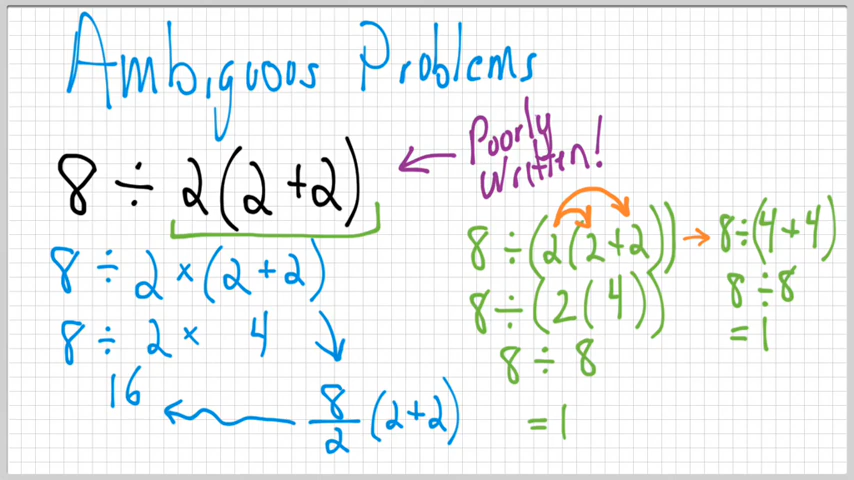 Ambiguous Problems
8 ÷ 2(2+2)
Poorly
Written!
8 ÷ 2 × (2+2)
8 ÷ 2 × 4
16
8/2 (2+2)
8 ÷ (2(2+2))
8 ÷ (2(4))
8 ÷ 8
= 1
8 ÷ (4+4)
8 ÷ 8
= 1